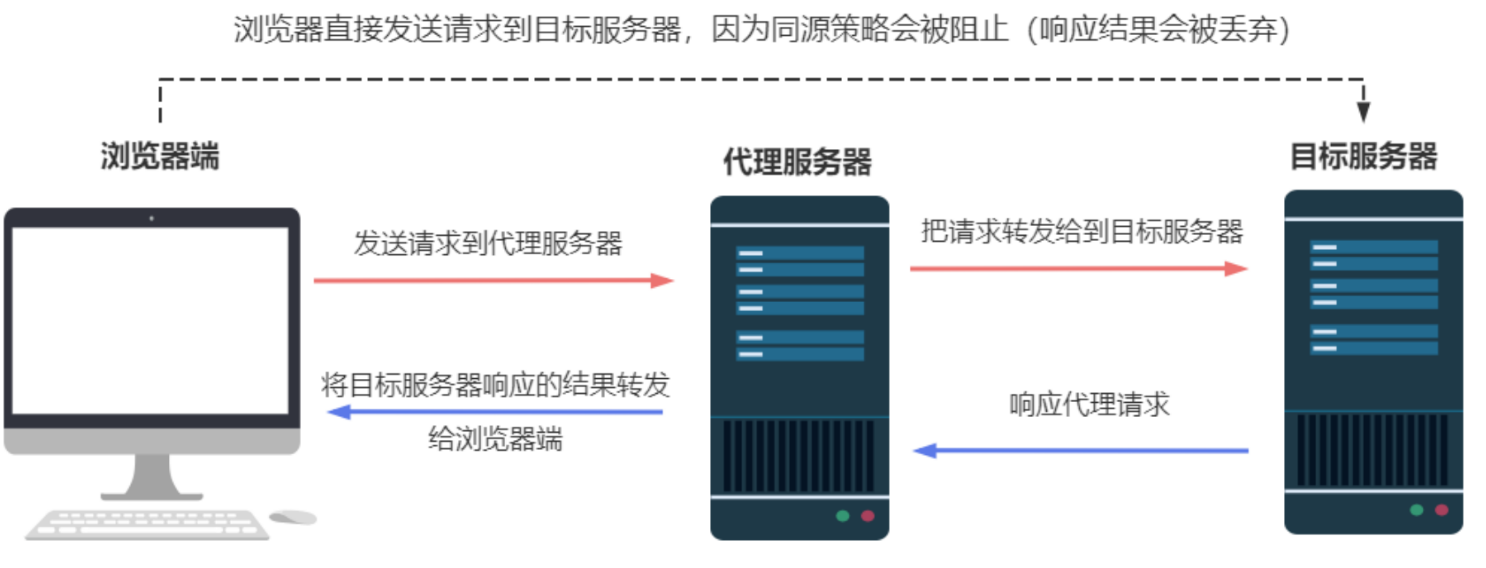 浏览器直接发送请求到目标服务器，因为同源策略会被阻止（响应结果会被丢弃）
浏览器端
代理服务器
目标服务器
发送请求到代理服务器
把请求转发给到目标服务器
将目标服务器响应的结果转发
给浏览器端
响应代理请求